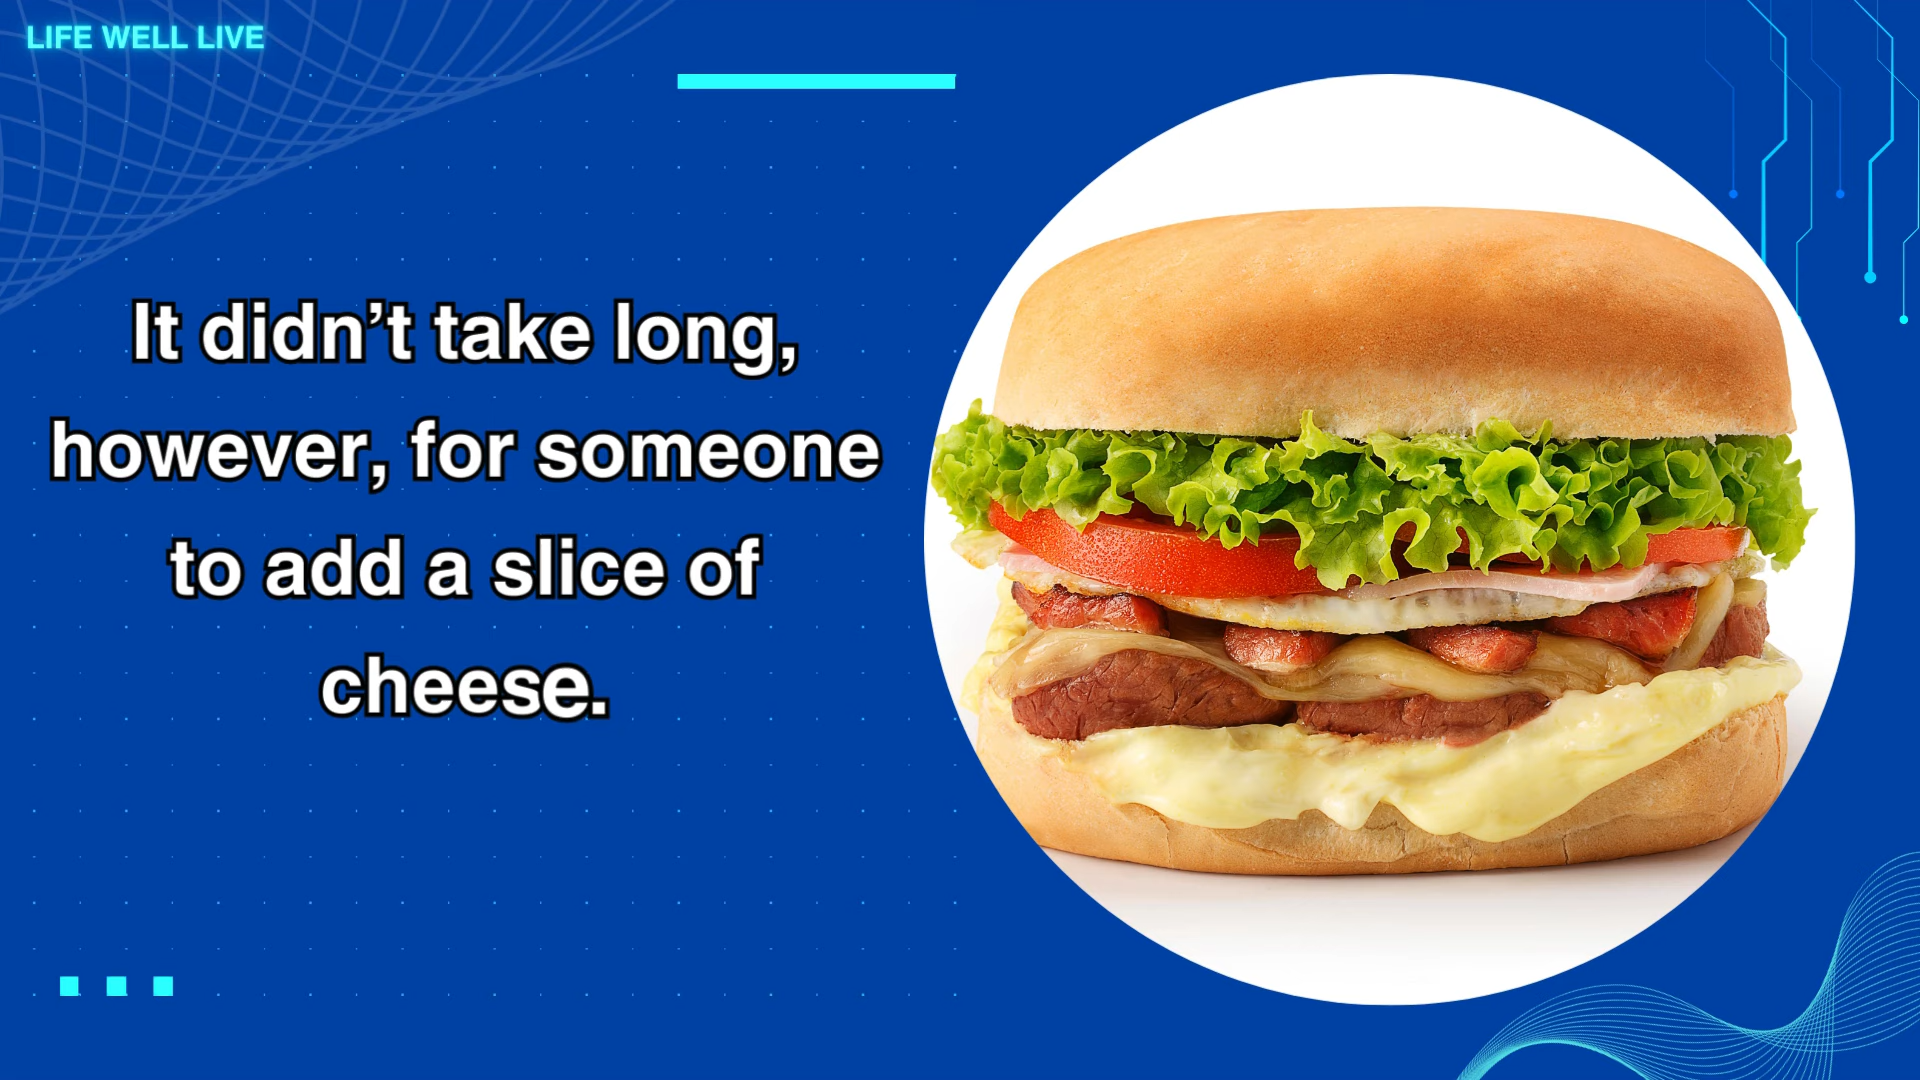 LIFE WELL LIVE
It didn’t take long,
however, for someone
to add a slice of
cheese.